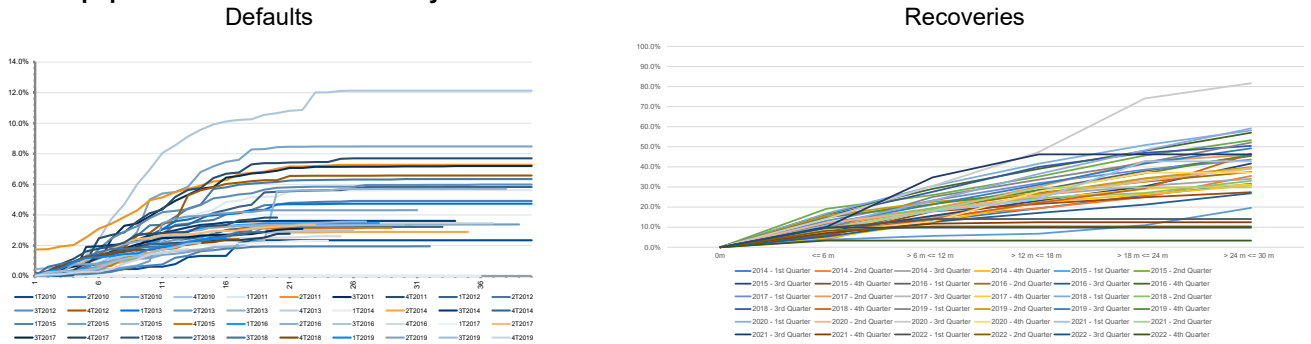 Defaults
14.0%
12.0%
10.0%
8.0%
6.0%
4.0%
2.0%
0.0%
1 6 11 16 21 26 31 36
1T2010 2T2010 3T2010 4T2010 1T2011 2T2011 3T2011 4T2011 1T2012 2T2012
3T2012 4T2012 1T2013 2T2013 3T2013 4T2013 1T2014 2T2014 3T2014 4T2014
1T2015 2T2015 3T2015 4T2015 1T2016 2T2016 3T2016 4T2016 1T2017 2T2017
3T2017 4T2017 1T2018 2T2018 3T2018 4T2018 1T2019 2T2019 3T2019 4T2019
Recoveries
100.0%
90.0%
80.0%
70.0%
60.0%
50.0%
40.0%
30.0%
20.0%
10.0%
0.0%
0m <= 6 m > 6 m <= 12 m > 12 m <= 18 m > 18 m <= 24 m > 24 m <= 30 m
2014 - 1st Quarter 2014 - 2nd Quarter 2014 - 3rd Quarter 2014 - 4th Quarter 2015 - 1st Quarter 2015 - 2nd Quarter
2015 - 3rd Quarter 2015 - 4th Quarter 2016 - 1st Quarter 2016 - 2nd Quarter 2016 - 3rd Quarter 2016 - 4th Quarter
2017 - 1st Quarter 2017 - 2nd Quarter 2017 - 3rd Quarter 2017 - 4th Quarter 2018 - 1st Quarter 2018 - 2nd Quarter
2018 - 3rd Quarter 2018 - 4th Quarter 2019 - 1st Quarter 2019 - 2nd Quarter 2019 - 3rd Quarter 2019 - 4th Quarter
2020 - 1st Quarter 2020 - 2nd Quarter 2020 - 3rd Quarter 2020 - 4th Quarter 2021 - 1st Quarter 2021 - 2nd Quarter
2021 - 3rd Quarter 2021 - 4th Quarter 2022 - 1st Quarter 2022 - 2nd Quarter 2022 - 3rd Quarter 2022 - 4th Quarter